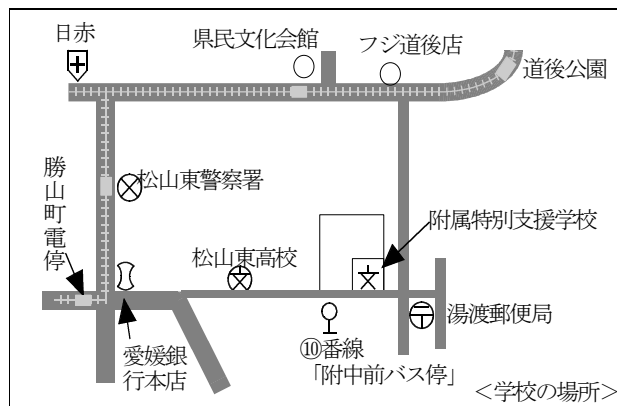 日赤
県民文化会館
フジ道後店
道後公園
勝山町電停
松山東警察署
附属特別支援学校
松山東高校
湯渡郵便局
愛媛銀
行本店
⑩番線
「附中前バス停」
＜学校の場所＞